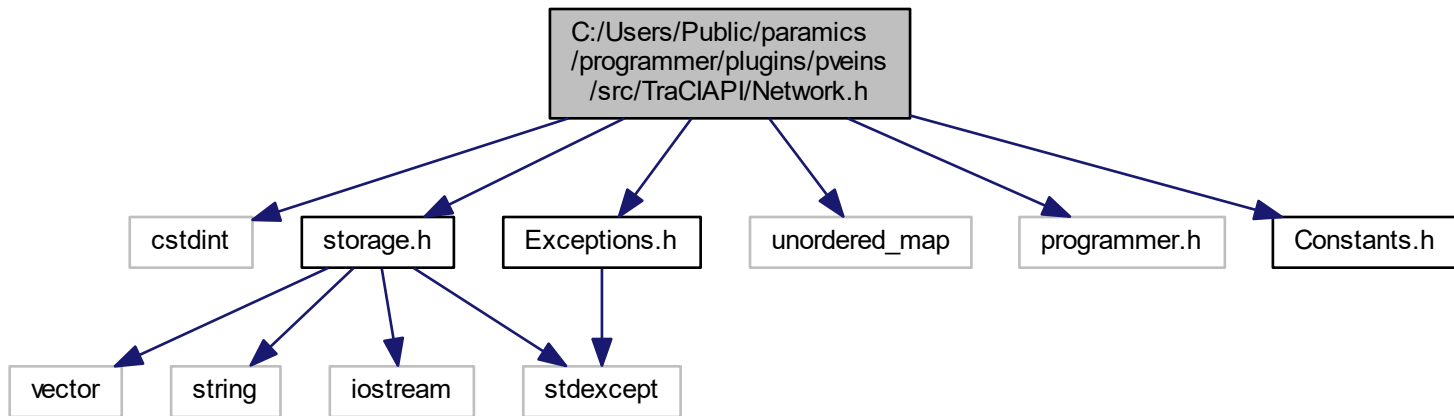 C:/Users/Public/paramics
/programmer/plugins/pveins
/src/TraCIAPI/Network.h
cstdint
storage.h
Exceptions.h
unordered_map
programmer.h
Constants.h
vector
string
iostream
stdexcept